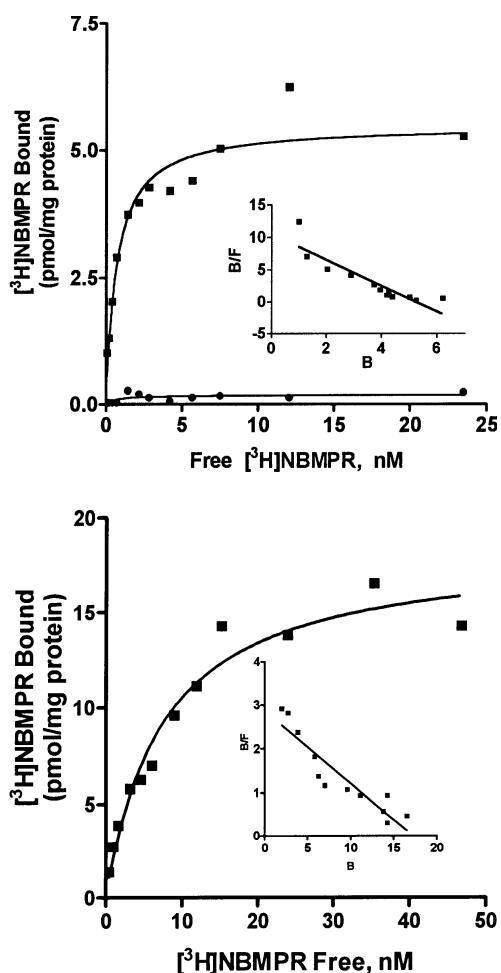 [³H]NBMPR Bound
(pmol/mg protein)
7.5
5.0
2.5
0.0
0 5 10 15 20 25
Free [³H]NBMPR, nM
B/F
15
10
5
0
-5
0 2 4 6
B
[³H]NBMPR Bound
(pmol/mg protein)
20
15
10
5
0
0 10 20 30 40 50
[³H]NBMPR Free, nM
B/F
4
3
2
1
0
0 5 10 15 20
B